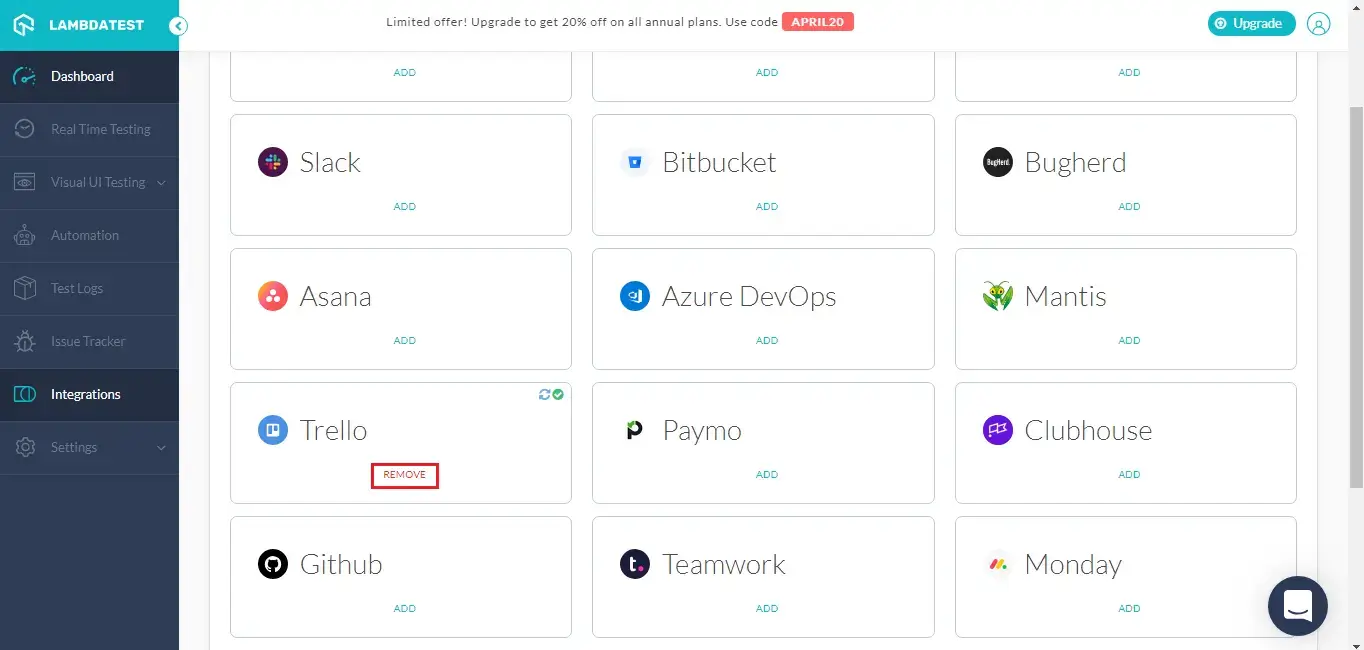 LAMBDATEST
Limited offer! Upgrade to get 20% off on all annual plans. Use code APRIL20
Upgrade
Dashboard
Real Time Testing
Visual UI Testing
Automation
Test Logs
Issue Tracker
Integrations
Settings
ADD ADD ADD
Slack Bitbucket BugHerd Bugherd
ADD ADD ADD
Asana Azure DevOps Mantis
ADD ADD ADD
Trello Paymo Clubhouse
REMOVE ADD ADD
Github t. Teamwork Monday
ADD ADD ADD